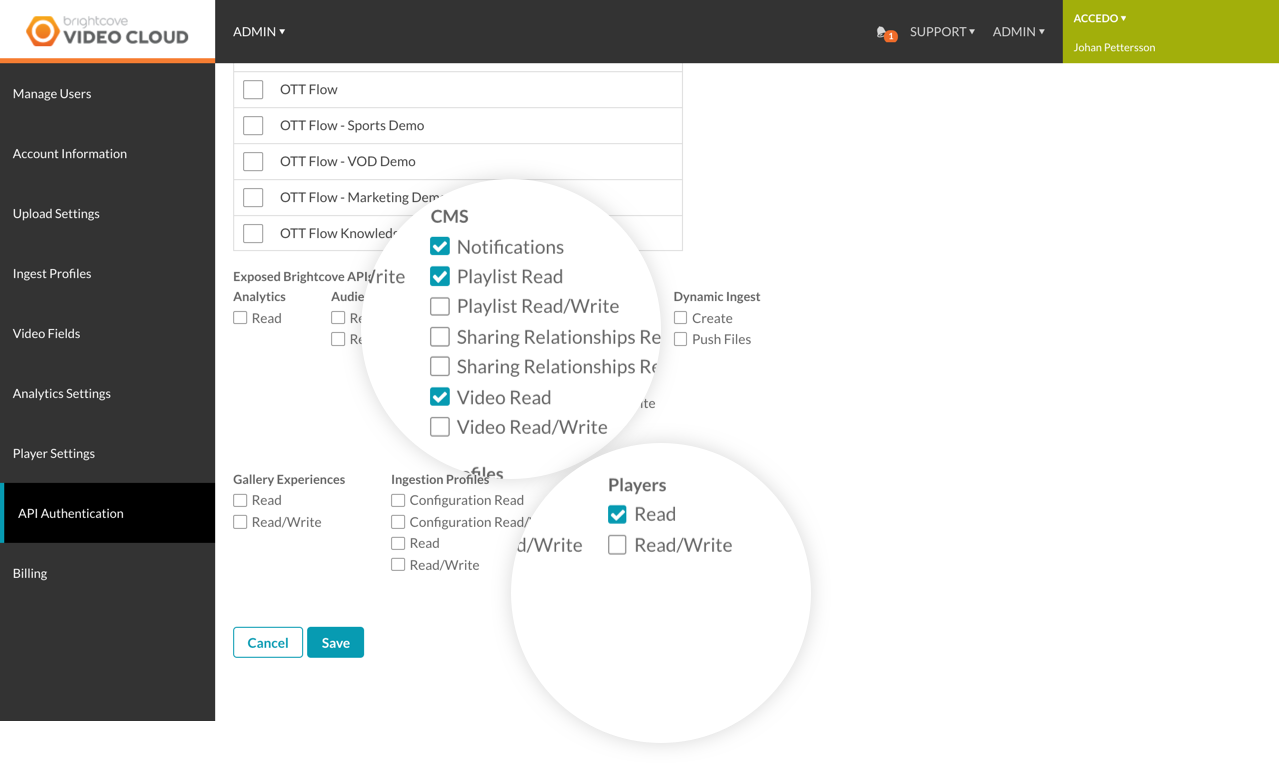 brightcove
VIDEO CLOUD
ADMIN ▾
1
SUPPORT ▾
ADMIN ▾
ACCEDO ▾
Johan Pettersson
Manage Users
Account Information
Upload Settings
Ingest Profiles
Video Fields
Analytics Settings
Player Settings
API Authentication
Billing
OTT Flow
OTT Flow - Sports Demo
OTT Flow - VOD Demo
OTT Flow - Marketing Demo
OTT Flow Knowledg
Exposed Brightcove APIs
Analytics
Read
Audie
Re
Re
/rite
CMS
Notifications
Playlist Read
Playlist Read/Write
Sharing Relationships Re
Sharing Relationships Re
Video Read
Video Read/Write
ite
Dynamic Ingest
Create
Push Files
Gallery Experiences
Read
Read/Write
ofiles
Ingestion Profiles
Configuration Read
Configuration Read/
Read
Read/Write
d/Write
Players
Read
Read/Write
Cancel
Save